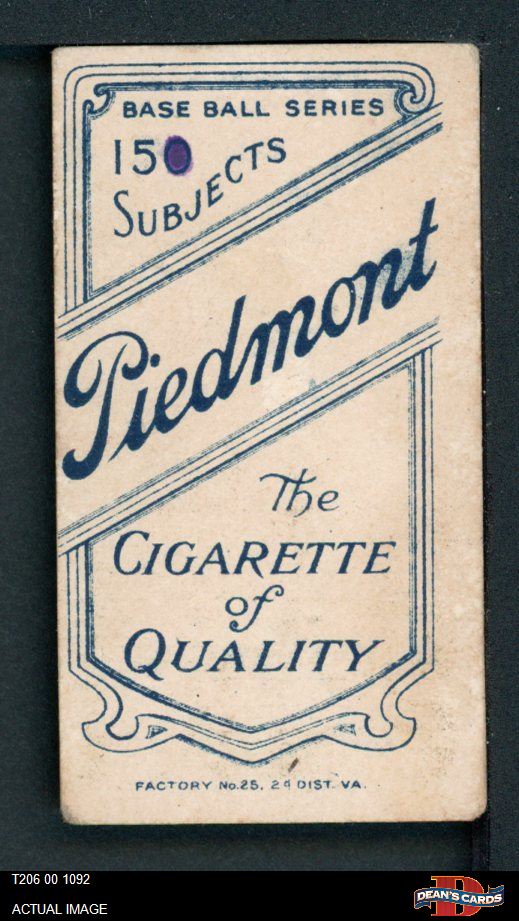 BASE BALL SERIES
150
SUBJECTS
Piedmont
The
CIGARETTE
of
QUALITY
FACTORY No.25, 2d DIST. VA.
T206 00 1092
ACTUAL IMAGE
DEAN'S CARDS